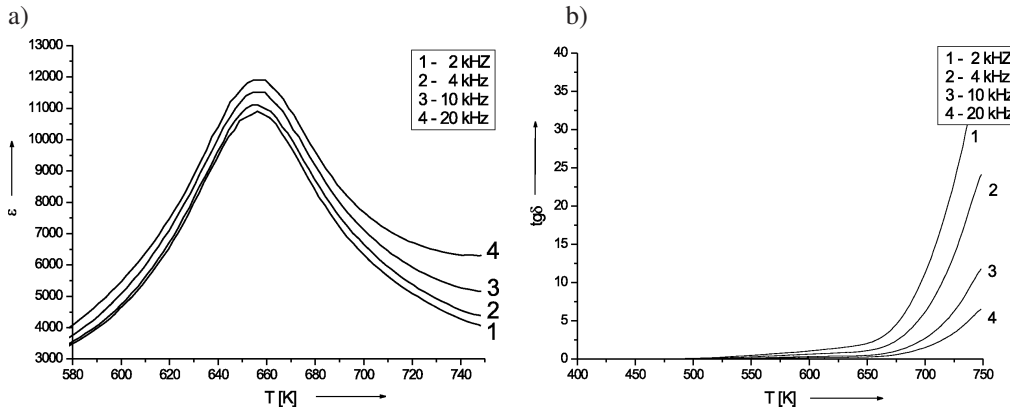 a)
13000
12000
11000
10000
9000
8000
7000
6000
5000
4000
3000
ε
580 600 620 640 660 680 700 720 740
T [K]
1 - 2 kHZ
2 - 4 kHz
3 - 10 kHz
4 - 20 kHz
4
3
2
1
b)
40
35
30
25
20
15
10
5
0
tgδ
400 450 500 550 600 650 700 750
T [K]
1 - 2 kHZ
2 - 4 kHz
3 - 10 kHz
4 - 20 kHz
1
2
3
4